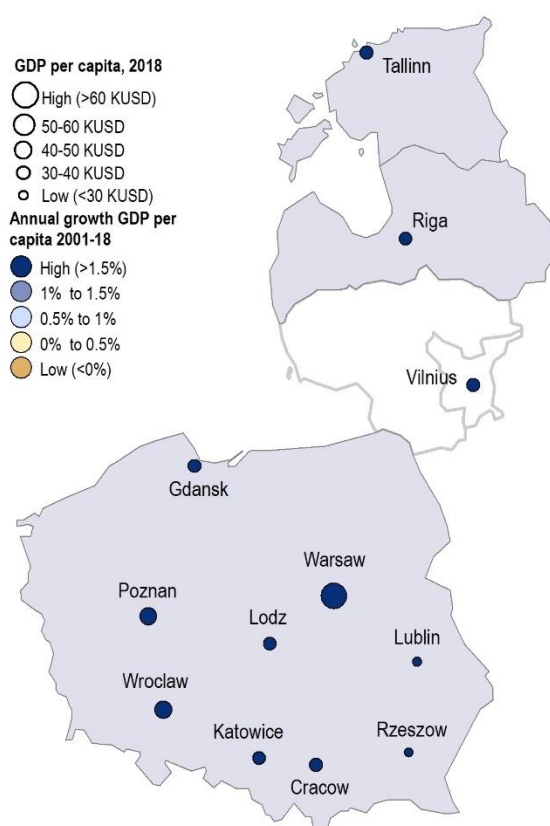 GDP per capita, 2018
High (>60 KUSD)
50-60 KUSD
40-50 KUSD
30-40 KUSD
Low (<30 KUSD)
Annual growth GDP per
capita 2001-18
High (>1.5%)
1% to 1.5%
0.5% to 1%
0% to 0.5%
Low (<0%)
Tallinn
Riga
Vilnius
Gdansk
Warsaw
Poznan
Lodz
Lublin
Wroclaw
Katowice
Rzeszow
Cracow